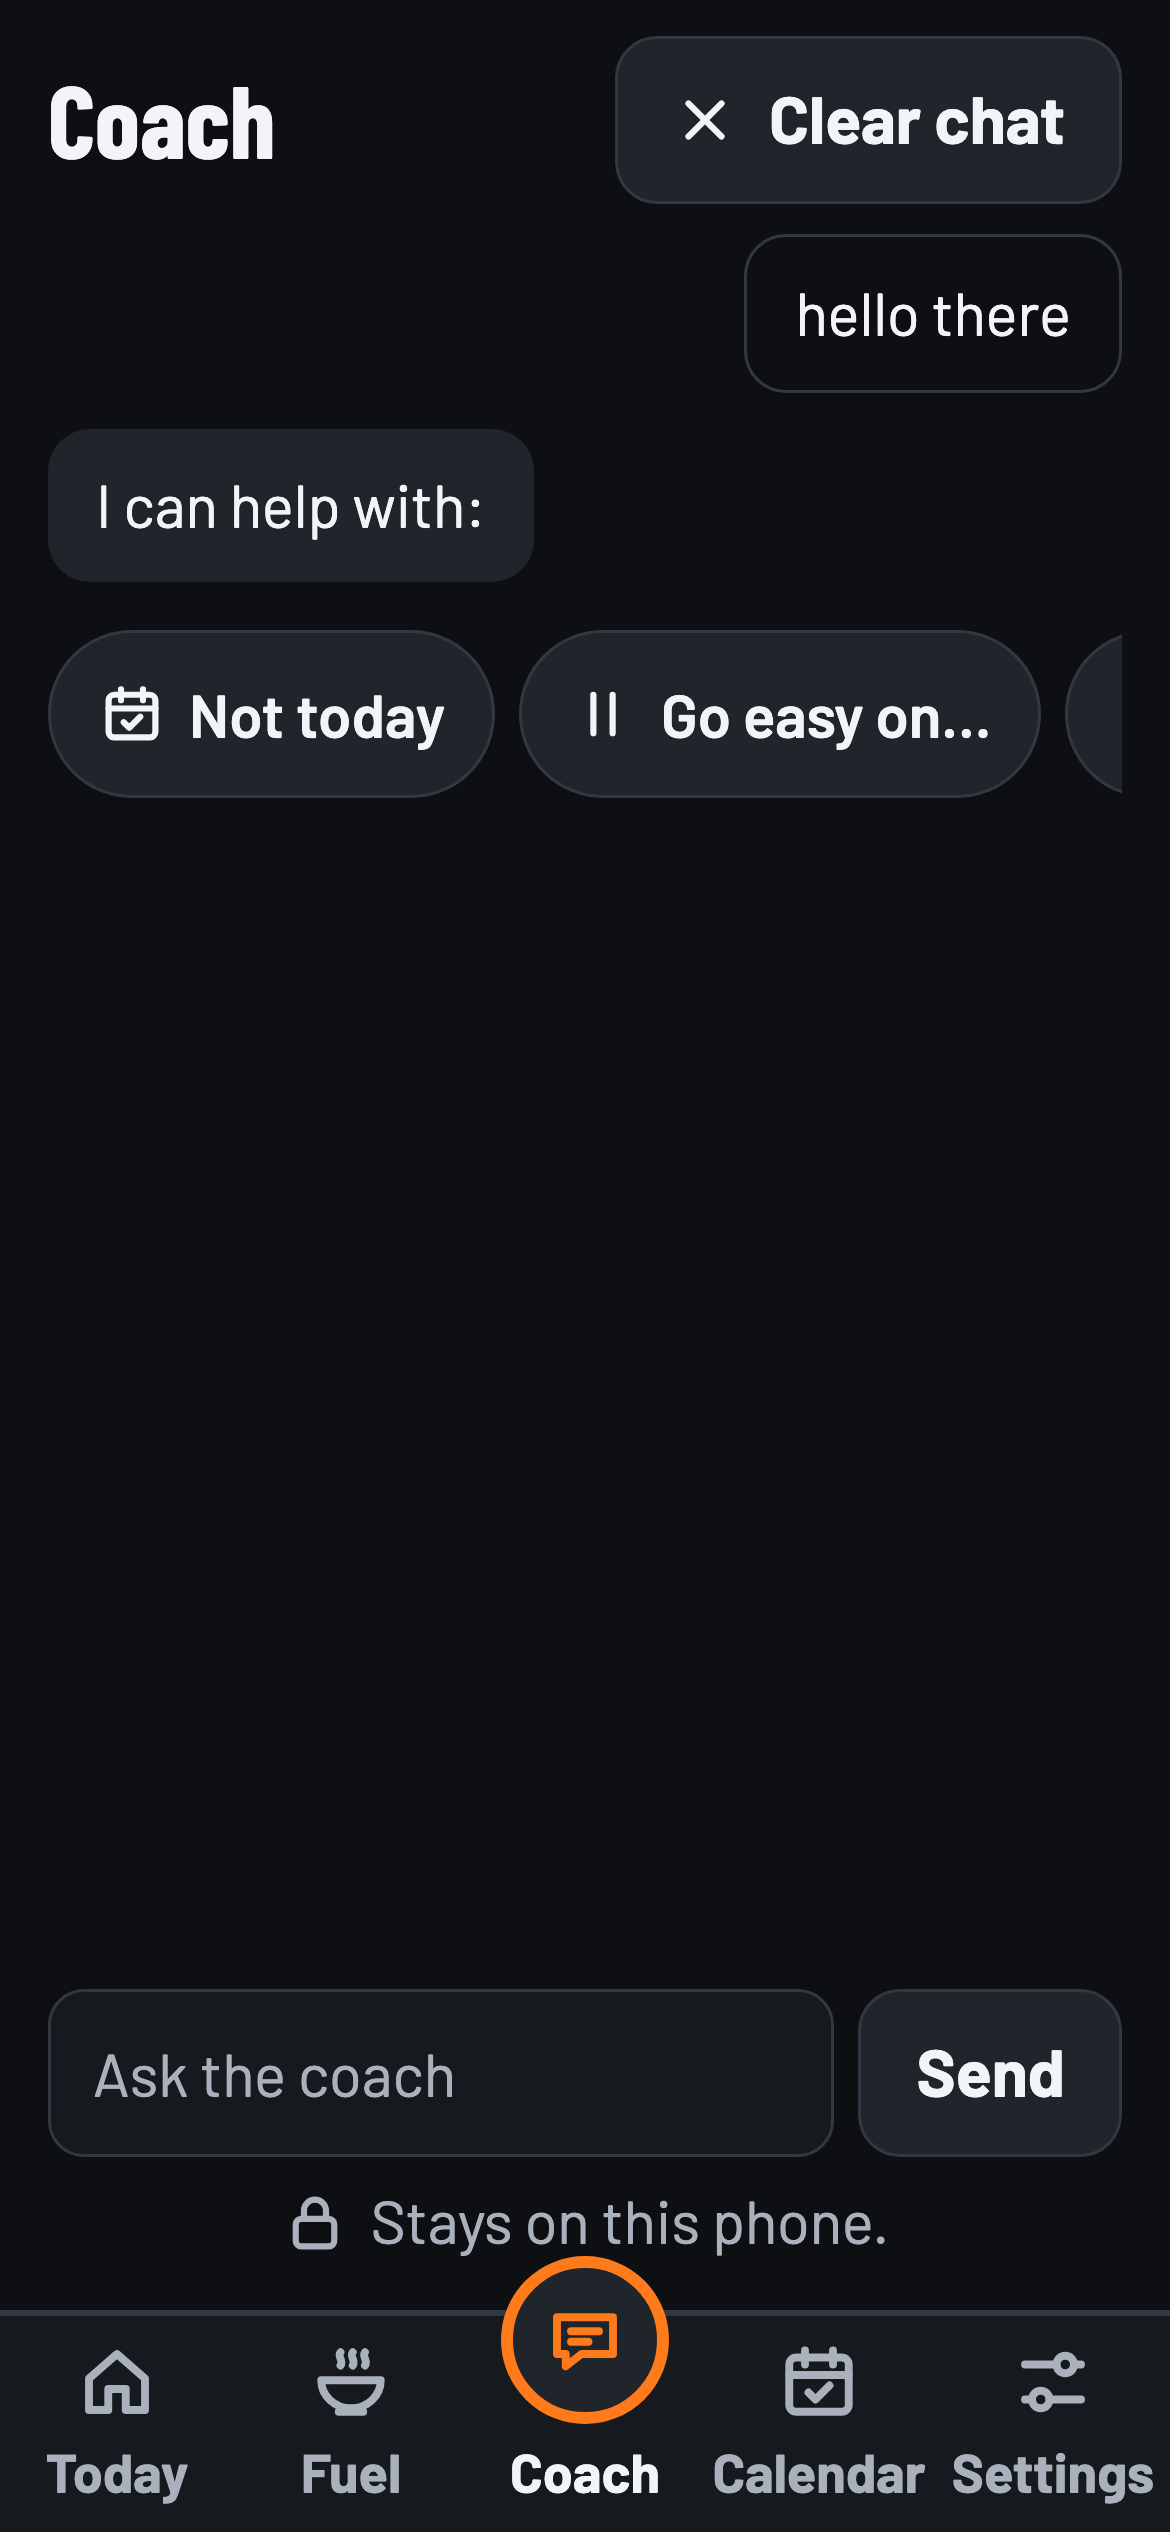 Coach
Clear chat
hello there
I can help with:
Not today
Go easy on...
Ask the coach
Send
Stays on this phone.
Today
Fuel
Coach
Calendar
Settings